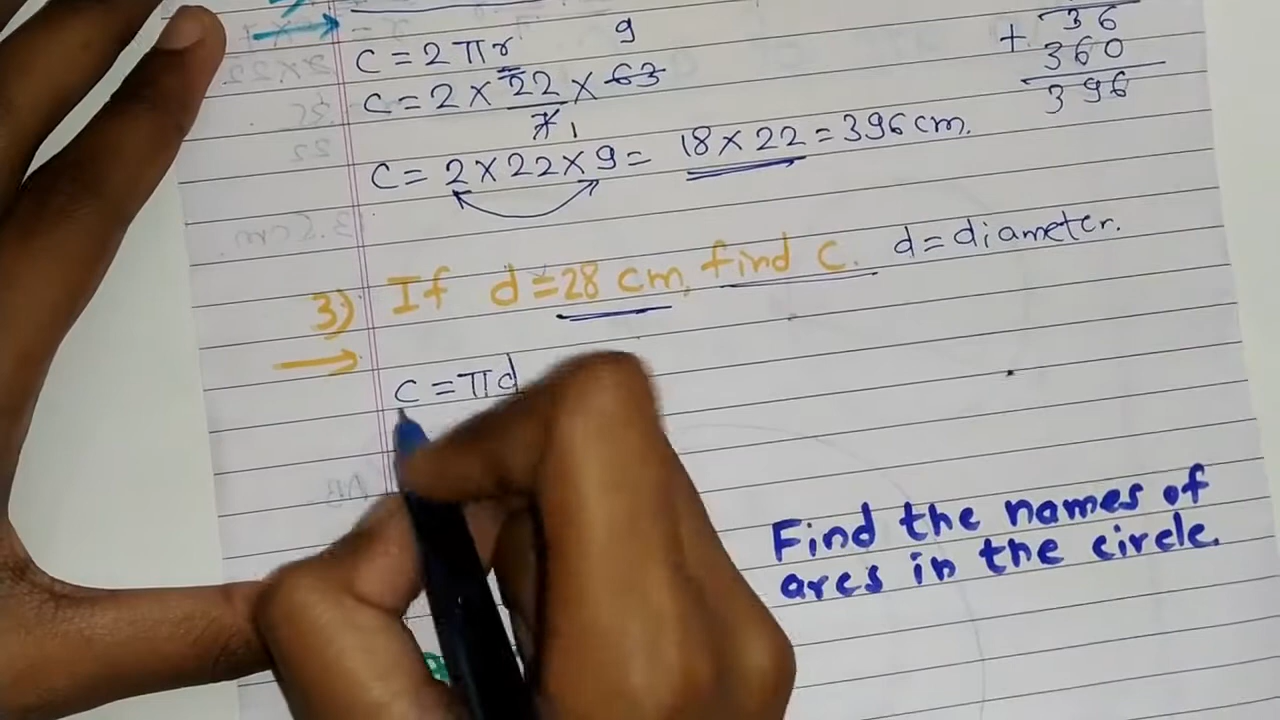 C = 2πr
9
C = 2 × 22/7 × 63
1
36
+ 360
396
C = 2 × 22 × 9 = 18 × 22 = 396 cm.
3) If d = 28 cm, find C. d = diameter.
C = πd
Find the names of
arcs in the circle.